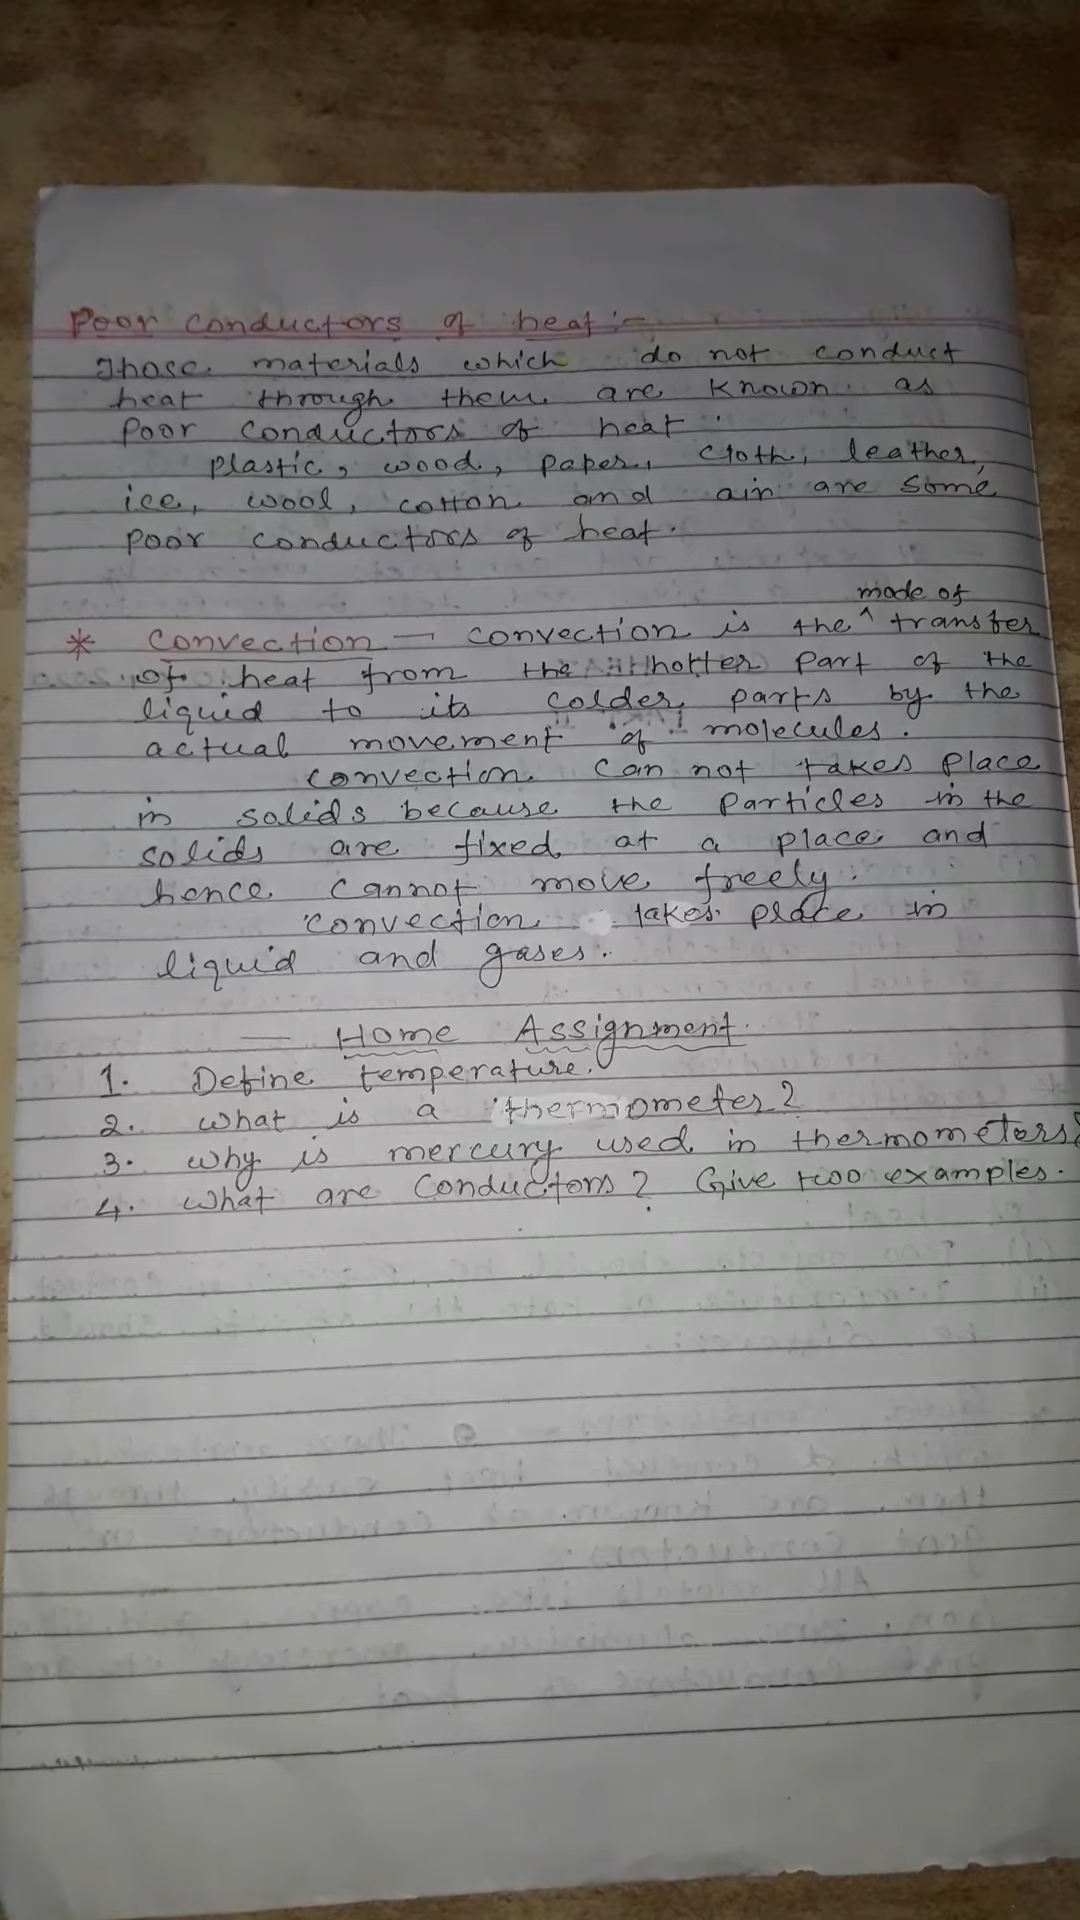 Poor conductors of heat :-
Those materials which do not conduct
heat through them are known as
poor conductors of heat.
plastic, wood, paper, cloth, leather,
ice, wool, cotton and air are some
poor conductors of heat.
mode of
* Convection — convection is the ^ transfer
of heat from the hotter part of the
liquid to its colder parts by the
actual movement of molecules.
convection can not takes place
in solids because the particles in the
solids are fixed at a place and
hence cannot move freely.
convection takes place in
liquid and gases.
— Home Assignment.
1. Define temperature.
2. what is a thermometer?
3. why is mercury used in thermometers?
4. what are conductors? Give two examples.